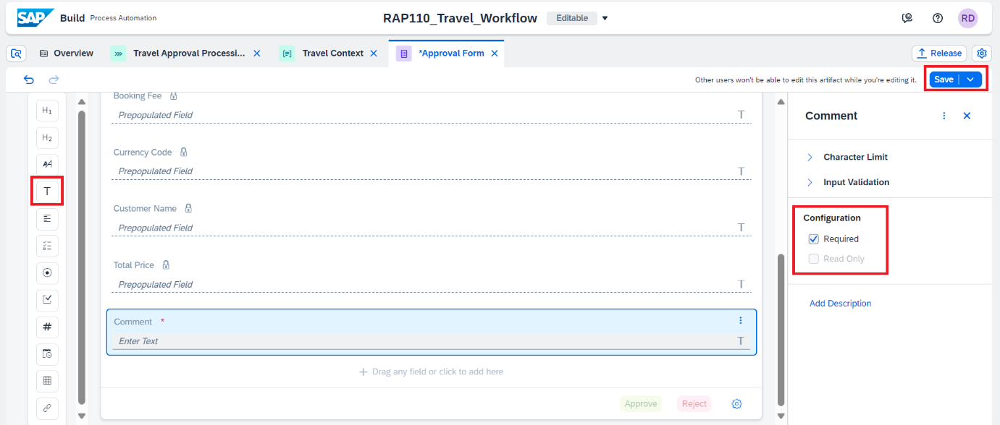 SAP Build Process Automation
RAP110_Travel_Workflow Editable
RD
Overview
Travel Approval Processi...
Travel Context
*Approval Form
Release
Other users won't be able to edit this artifact while you're editing it.
Save
H1
H2
T
#
Booking Fee
Prepopulated Field T
Currency Code
Prepopulated Field T
Customer Name
Prepopulated Field T
Total Price
Prepopulated Field T
Comment *
Enter Text T
Drag any field or click to add here
Approve Reject
Comment
Character Limit
Input Validation
Configuration
Required
Read Only
Add Description